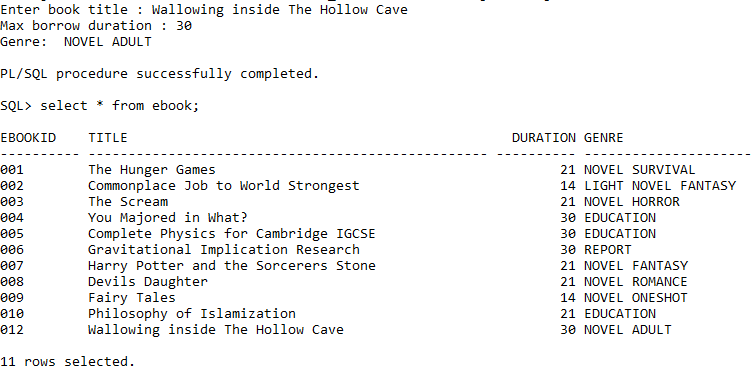 Enter book title : Wallowing inside The Hollow Cave
Max borrow duration : 30
Genre:  NOVEL ADULT
PL/SQL procedure successfully completed.
SQL> select * from ebook;
EBOOKID    TITLE                                              DURATION GENRE
---------- -------------------------------------------------- ---------- --------------------
001        The Hunger Games                                           21 NOVEL SURVIVAL
002        Commonplace Job to World Strongest                         14 LIGHT NOVEL FANTASY
003        The Scream                                                 21 NOVEL HORROR
004        You Majored in What?                                       30 EDUCATION
005        Complete Physics for Cambridge IGCSE                       30 EDUCATION
006        Gravitational Implication Research                         30 REPORT
007        Harry Potter and the Sorcerers Stone                       21 NOVEL FANTASY
008        Devils Daughter                                            21 NOVEL ROMANCE
009        Fairy Tales                                                14 NOVEL ONESHOT
010        Philosophy of Islamization                                 21 EDUCATION
012        Wallowing inside The Hollow Cave                           30 NOVEL ADULT
11 rows selected.